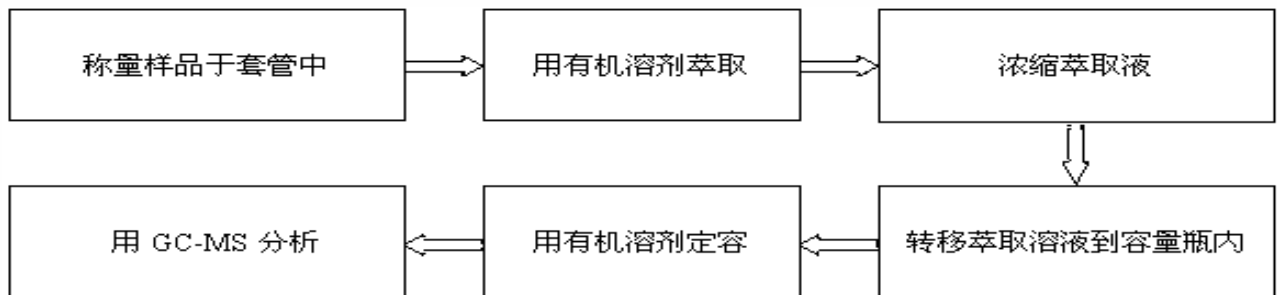 称量样品于套管中
用有机溶剂萃取
浓缩萃取液
转移萃取溶液到容量瓶内
用有机溶剂定容
用 GC-MS 分析